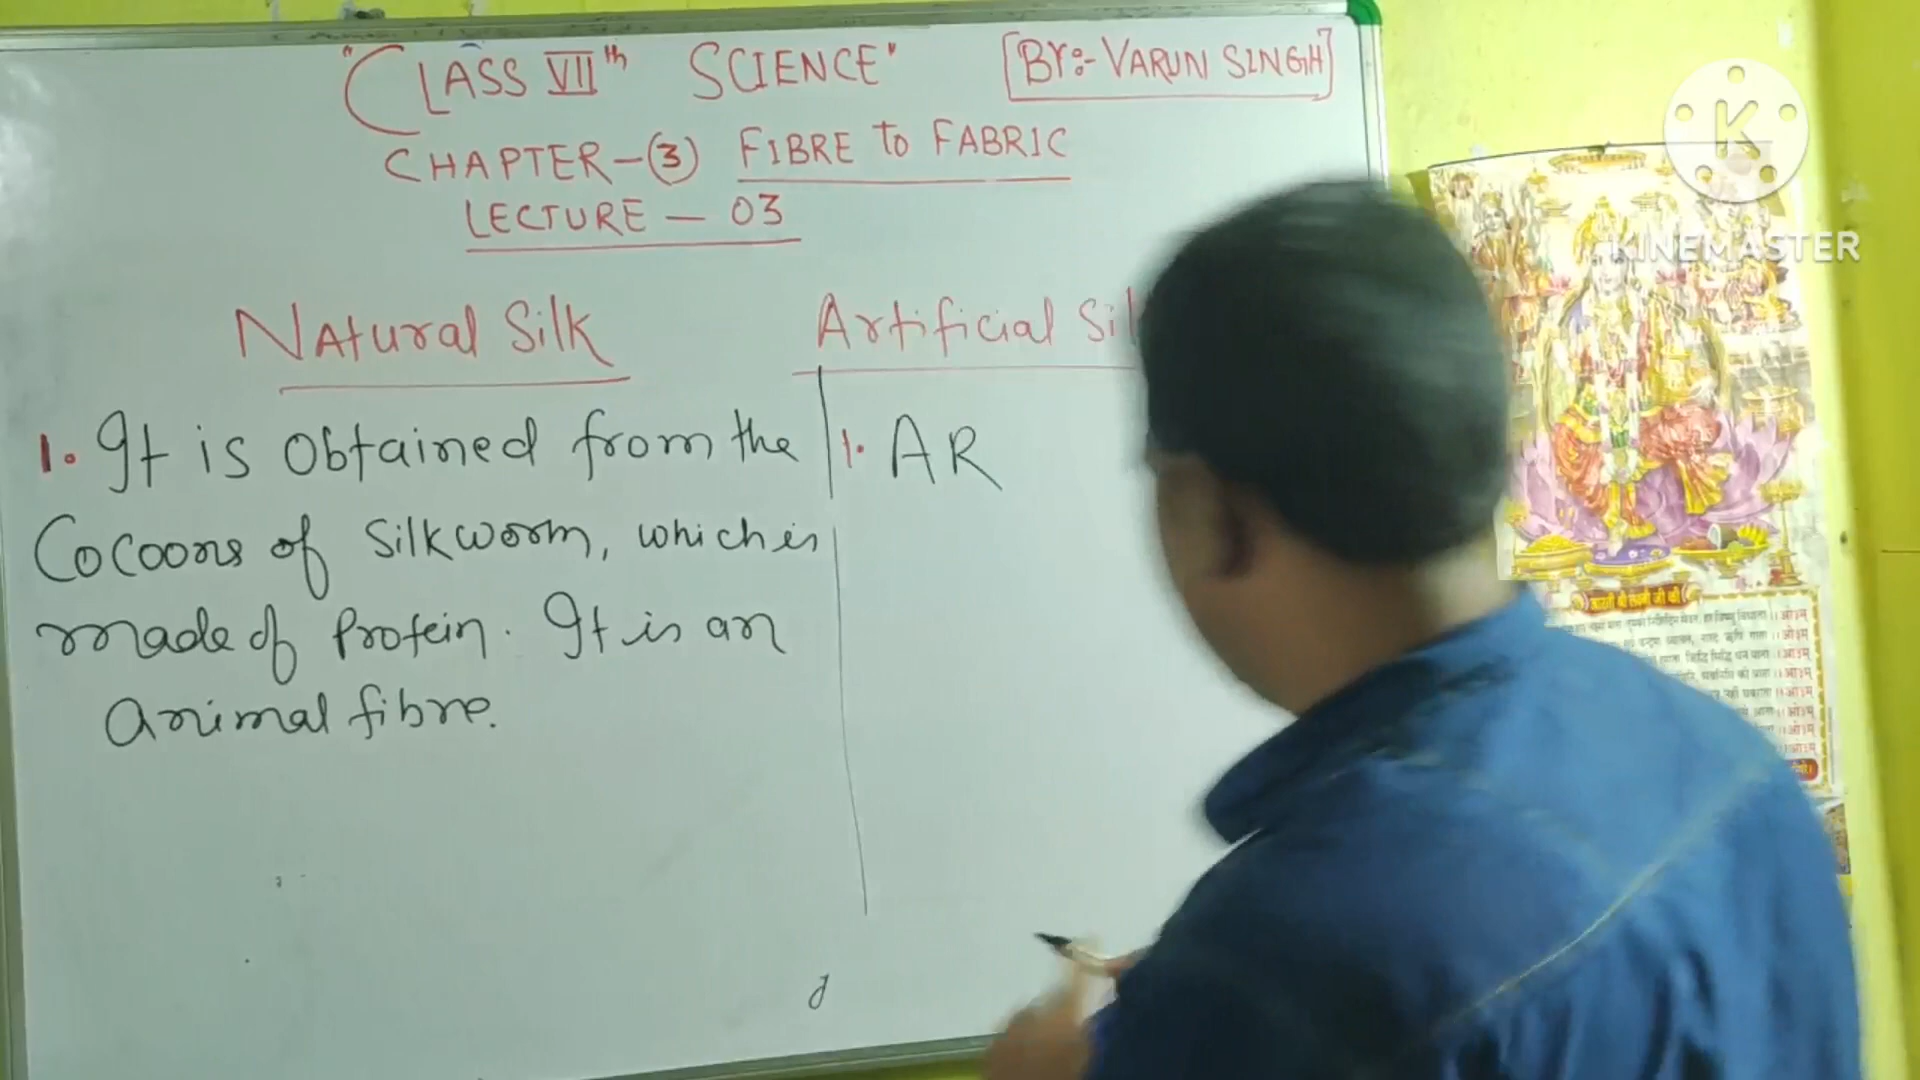 "CLASS VIIth SCIENCE"
[BY:- VARUN SINGH]
CHAPTER-③ FIBRE to FABRIC
LECTURE - 03
NAtural Silk
Artificial
1. It is obtained from the
Cocoons of silkworm, which is
made of Protein. It is an
animal fibre.
1. AR
K
KINEMASTER
आरती श्री लक्ष्मी जी की